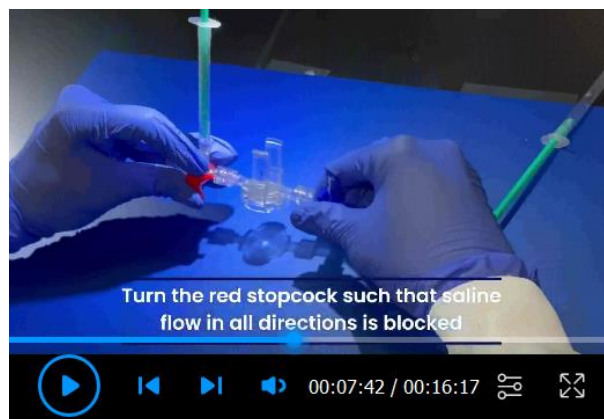 Turn the red stopcock such that saline
flow in all directions is blocked
00:07:42 / 00:16:17